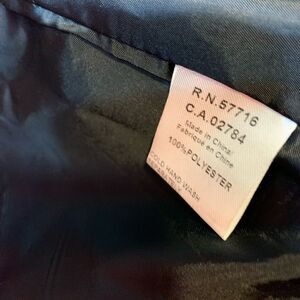 R.N.57716
C.A.02784
Made in China/
Fabriqué en Chine
100%POLYESTER
COLD HAND WASH